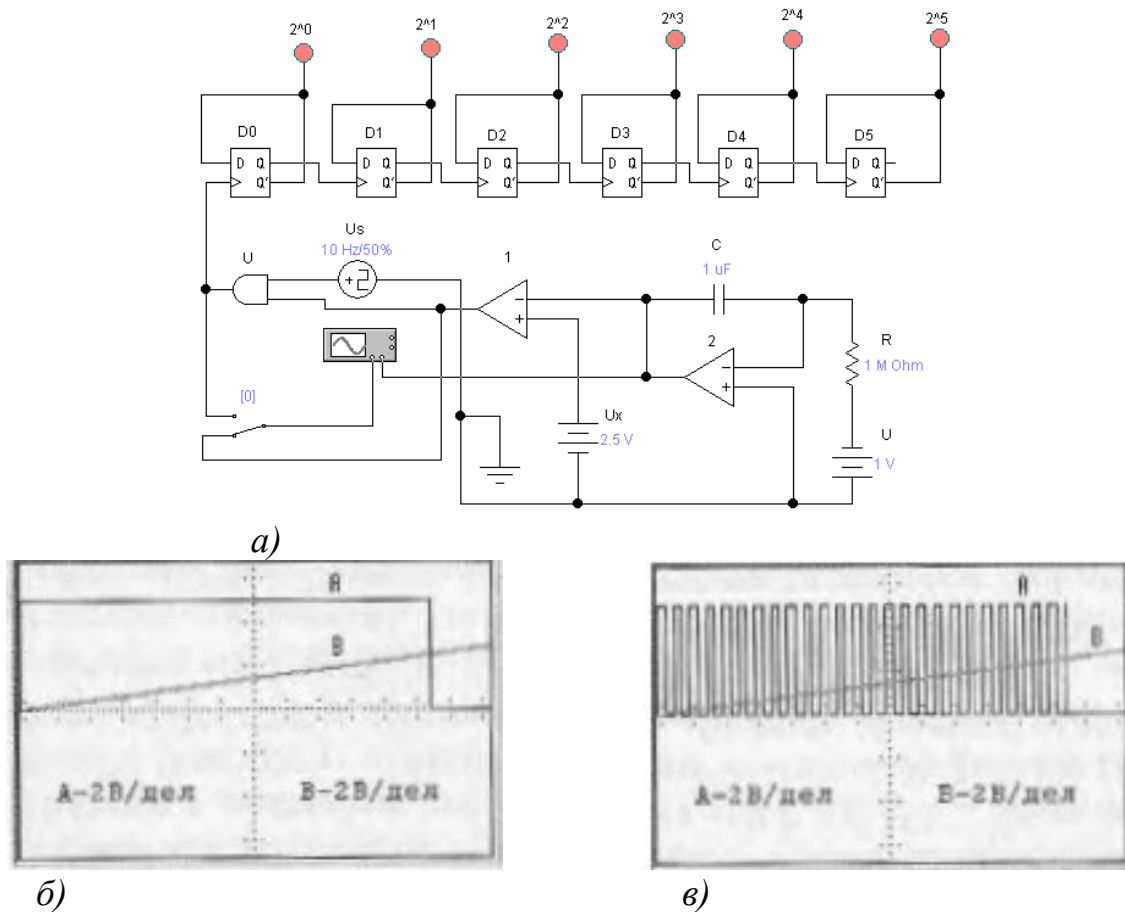 2^0 2^1 2^2 2^3 2^4 2^5
D0 D1 D2 D3 D4 D5
D Q D Q D Q D Q D Q D Q
Q' Q' Q' Q' Q' Q'
Us
10 Hz/50%
U
1
C
1 uF
2
R
1 M Ohm
[0]
Ux
2.5 V
U
1 V
а)
A
B
A-2В/дел B-2В/дел
A
B
A-2В/дел B-2В/дел
б) в)